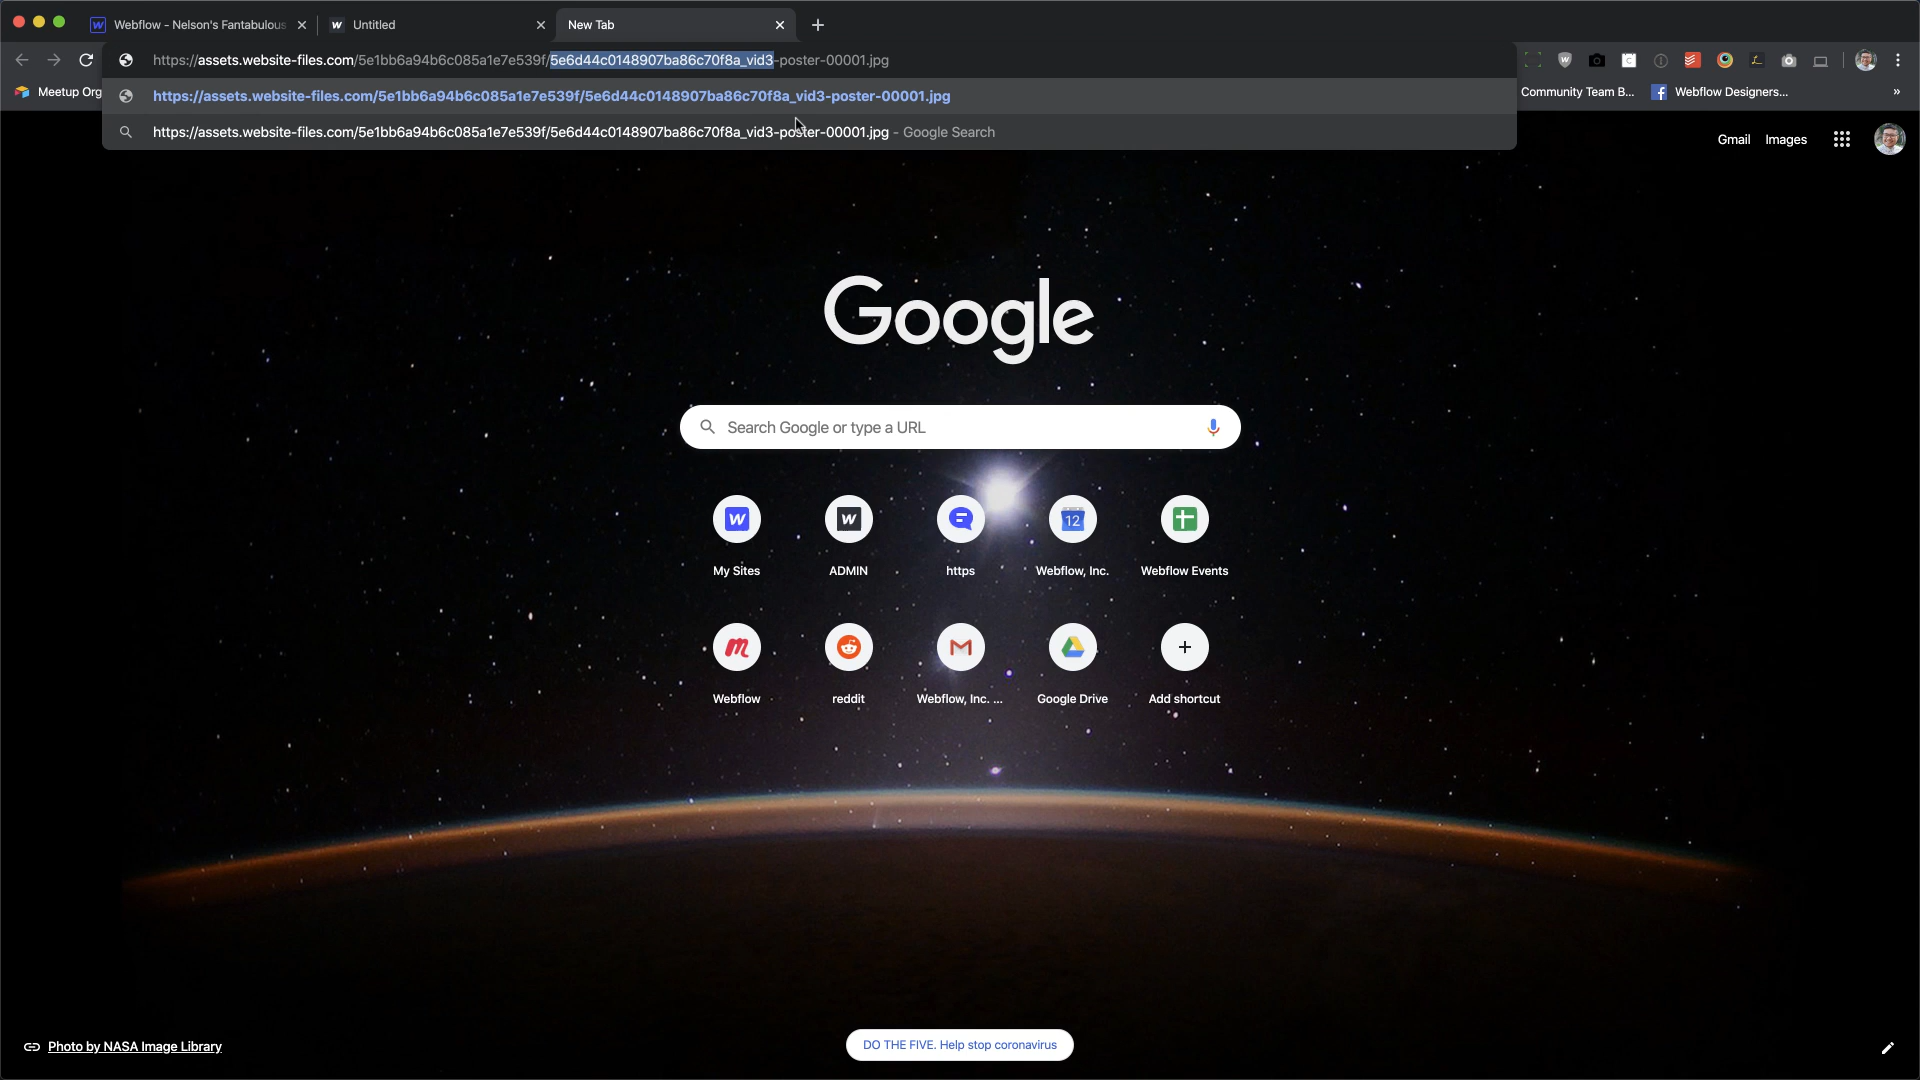 Webflow - Nelson's Fantabulous
Untitled
New Tab
https://assets.website-files.com/5e1bb6a94b6c085a1e7e539f/5e6d44c0148907ba86c70f8a_vid3-poster-00001.jpg
https://assets.website-files.com/5e1bb6a94b6c085a1e7e539f/5e6d44c0148907ba86c70f8a_vid3-poster-00001.jpg
https://assets.website-files.com/5e1bb6a94b6c085a1e7e539f/5e6d44c0148907ba86c70f8a_vid3-poster-00001.jpg - Google Search
Meetup Org
Community Team B...
Webflow Designers...
»
Gmail Images
Google
Search Google or type a URL
12
My Sites
ADMIN
https
Webflow, Inc.
Webflow Events
Webflow
reddit
Webflow, Inc. ...
Google Drive
Add shortcut
Photo by NASA Image Library
DO THE FIVE. Help stop coronavirus